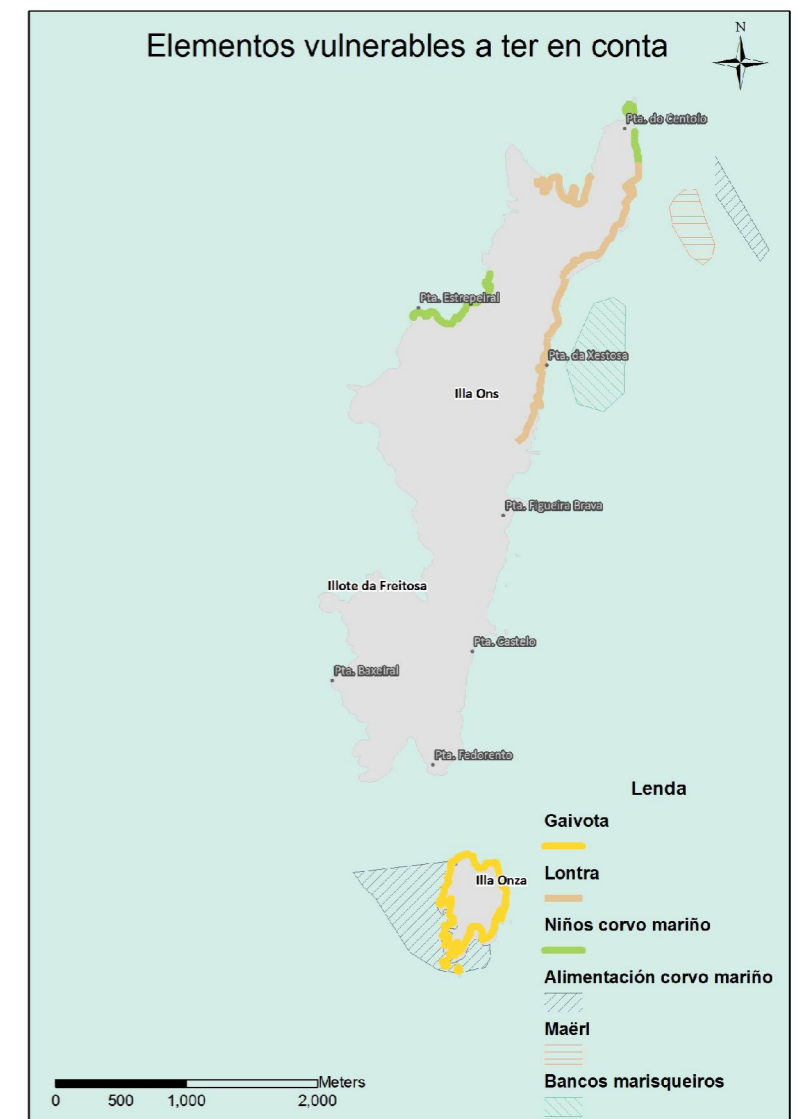 Elementos vulnerables a ter en conta
N
Pta. do Centolo
Pta. Estrepeiral
Pta. da Xestosa
Illa Ons
Pta. Figueira Brava
Illote da Freitosa
Pta. Castelo
Pta. Baxeiral
Pta. Fedorento
Lenda
Gaivota
Illa Onza
Lontra
Niños corvo mariño
Alimentación corvo mariño
Maërl
Bancos marisqueiros
Meters
0 500 1,000 2,000